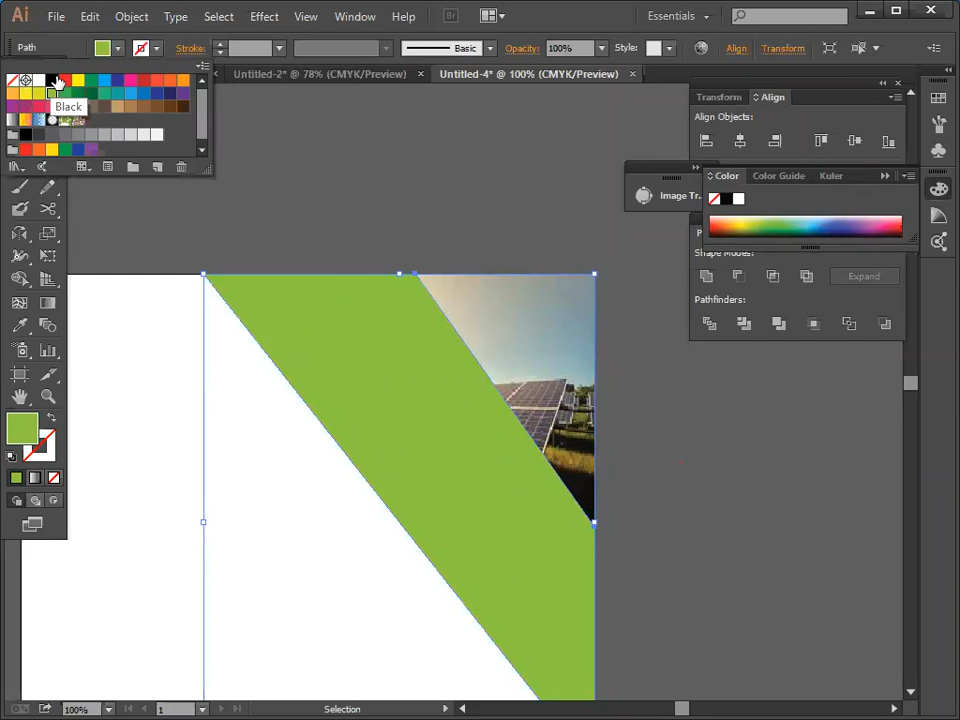 Ai File Edit Object Type Select Effect View Window Help Br Essentials
Path Stroke: Basic Opacity: 100% Style: Align Transform
Untitled-2* @ 78% (CMYK/Preview) Untitled-4* @ 100% (CMYK/Preview)
Black
Transform Align
Align Objects:
Color Color Guide Kuler
Image Tr...
Shape Modes:
Expand
Pathfinders:
100% 1 Selection